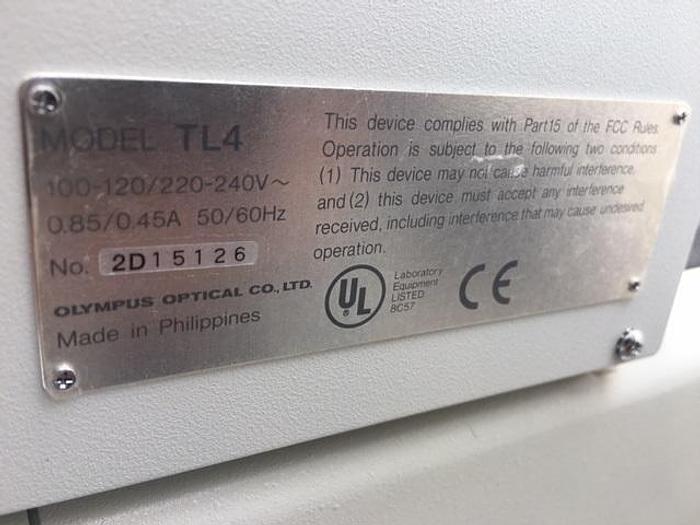 MODEL TL4
100-120/220-240V~
0.85/0.45A 50/60Hz
No. 2D15126
OLYMPUS OPTICAL CO., LTD.
Made in Philippines
This device complies with Part15 of the FCC Rules.
Operation is subject to the following two conditions
(1) This device may not cause harmful interference,
and (2) this device must accept any interference
received, including interference that may cause undesired
operation.
UL
®
Laboratory
Equipment
LISTED
8C57
CE